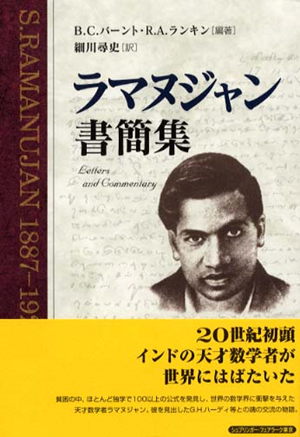 B.C.バーント・R.A.ランキン[編著]
細川尋史[訳]
ラマヌジャン
書簡集
Letters
and Commentary
S.RAMANUJAN 1887-19
20世紀初頭
インドの天才数学者が
世界にはばたいた
貧困の中、ほとんど独学で100以上の公式を発見し、世界の数学界に衝撃を与えた
天才数学者ラマヌジャン。彼を見出したG.H.ハーディ等との魂の交流の物語。
シュプリンガー・フェアラーク東京